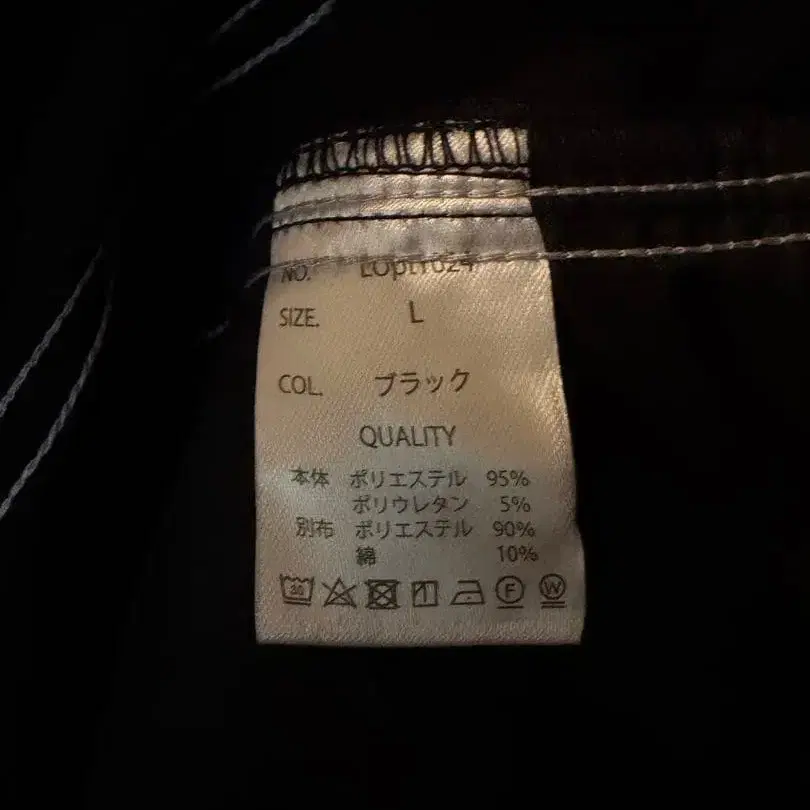 NO.
SIZE. L
COL. ブラック
QUALITY
本体 ポリエステル 95%
ポリウレタン 5%
別布 ポリエステル 90%
綿 10%
30 F W